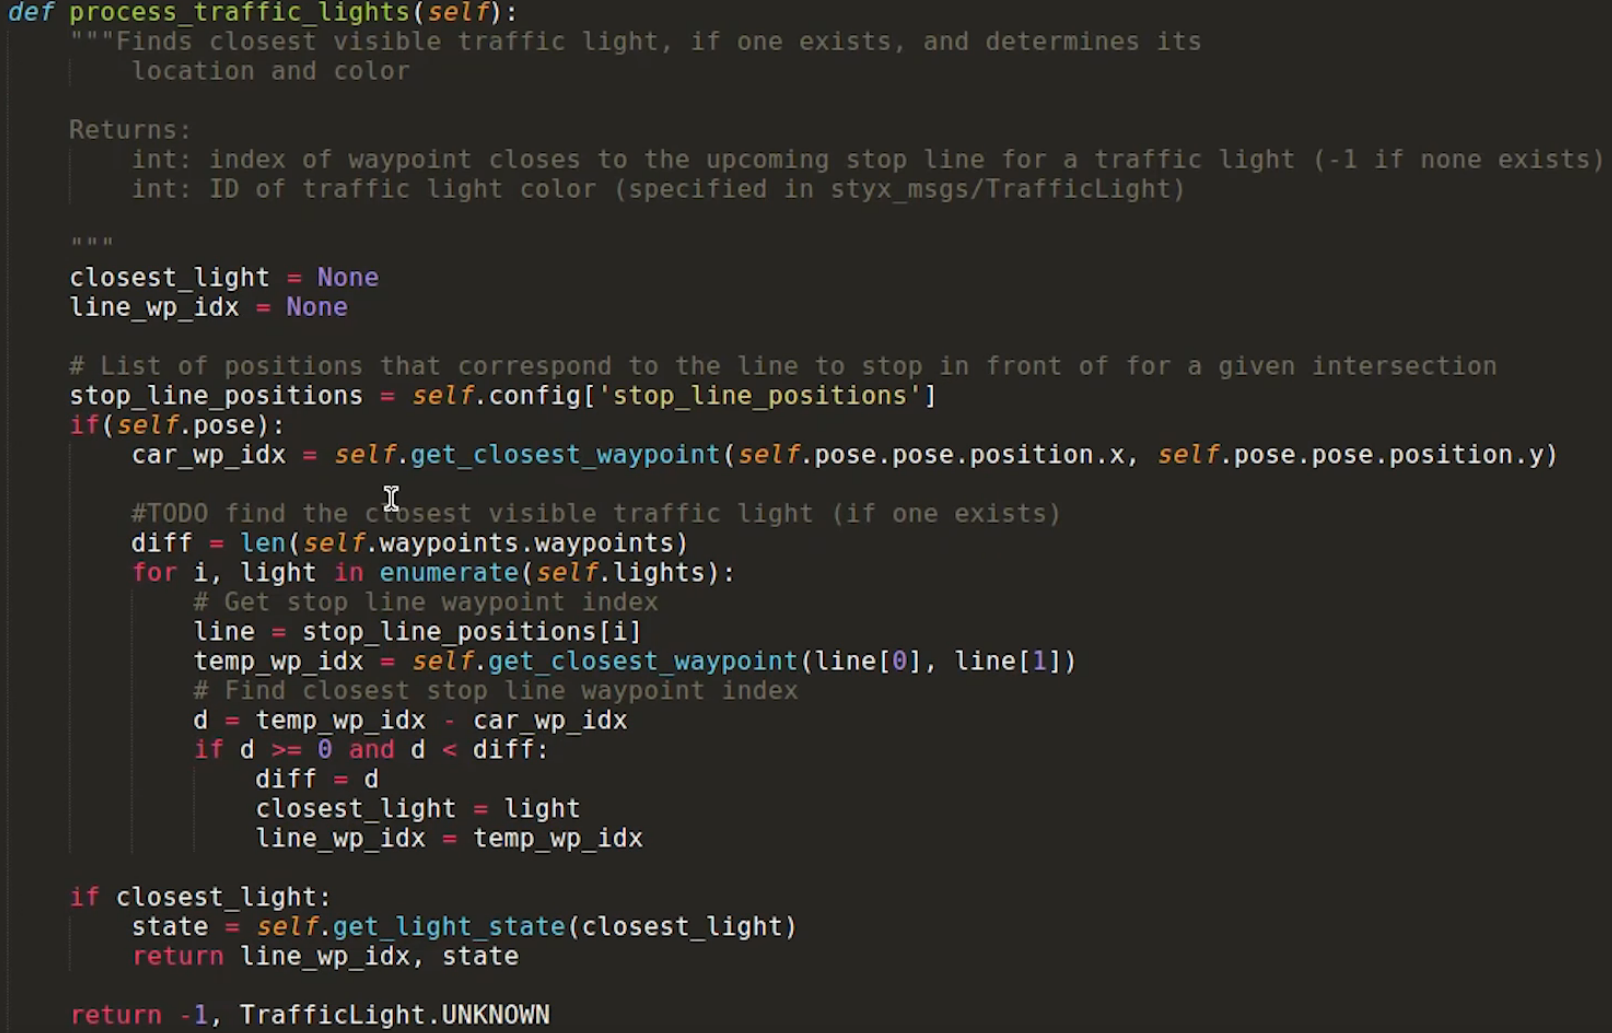 def process_traffic_lights(self):
    """Finds closest visible traffic light, if one exists, and determines its
        location and color

    Returns:
        int: index of waypoint closes to the upcoming stop line for a traffic light (-1 if none exists)
        int: ID of traffic light color (specified in styx_msgs/TrafficLight)

    """
    closest_light = None
    line_wp_idx = None

    # List of positions that correspond to the line to stop in front of for a given intersection
    stop_line_positions = self.config['stop_line_positions']
    if(self.pose):
        car_wp_idx = self.get_closest_waypoint(self.pose.pose.position.x, self.pose.pose.position.y)

        #TODO find the closest visible traffic light (if one exists)
        diff = len(self.waypoints.waypoints)
        for i, light in enumerate(self.lights):
            # Get stop line waypoint index
            line = stop_line_positions[i]
            temp_wp_idx = self.get_closest_waypoint(line[0], line[1])
            # Find closest stop line waypoint index
            d = temp_wp_idx - car_wp_idx
            if d >= 0 and d < diff:
                diff = d
                closest_light = light
                line_wp_idx = temp_wp_idx

    if closest_light:
        state = self.get_light_state(closest_light)
        return line_wp_idx, state

    return -1, TrafficLight.UNKNOWN